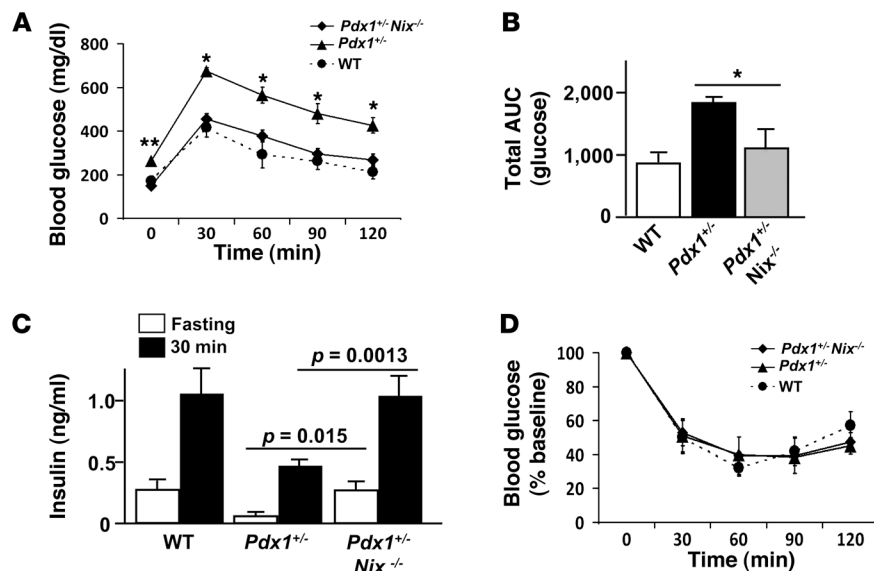 A
Pdx1+/- Nix-/-
Pdx1+/-
WT
Blood glucose (mg/dl)
800
600
400
200
0
**
*
*
*
*
0 30 60 90 120
Time (min)
B
*
Total AUC
(glucose)
2,000
1,000
0
WT
Pdx1+/-
Pdx1+/-
Nix-/-
C
Fasting
30 min
p = 0.0013
p = 0.015
Insulin (ng/ml)
1.0
0.5
0
WT Pdx1+/- Pdx1+/-
Nix -/-
D
Pdx1+/- Nix-/-
Pdx1+/-
WT
Blood glucose
(% baseline)
100
80
60
40
20
0
0 30 60 90 120
Time (min)